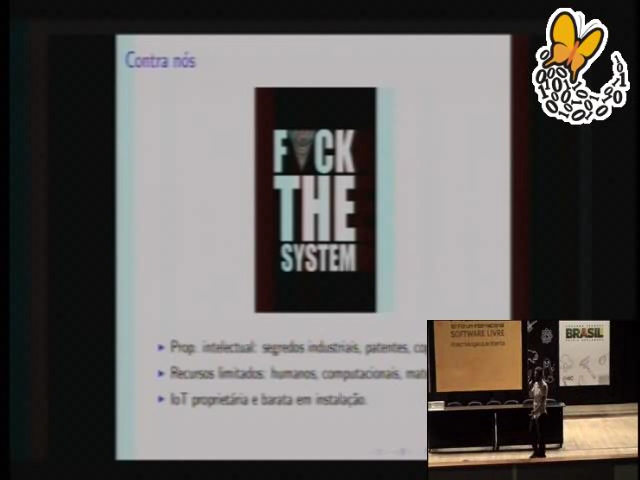 Contra nós
F CK
THE
SYSTEM
Prop. intelectual: segredos industriais, patentes,
Recursos limitados: humanos, computacionais,
IoT proprietária e barata em instalação.
SOFTWARE LIVRE
BRASIL